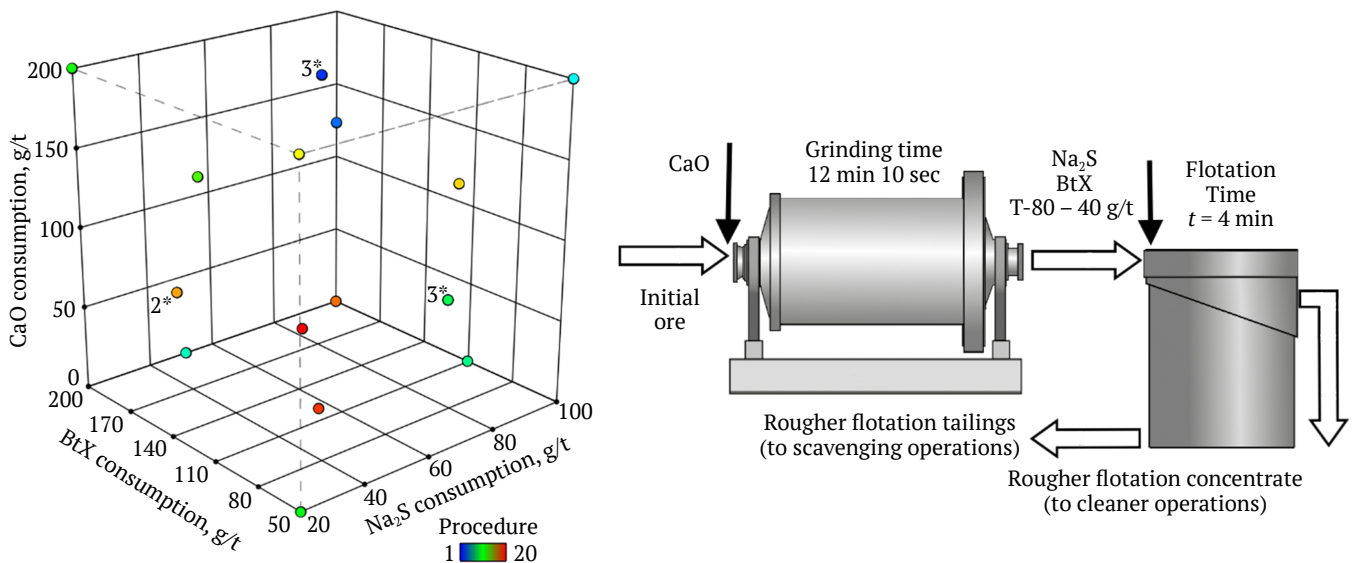 200
150
100
50
0
CaO consumption, g/t
3*
2*
3*
200
170
140
110
80
50
BtX consumption, g/t
20
40
60
80
100
Na₂S consumption, g/t
Procedure
1
20
CaO
Grinding time
12 min 10 sec
Na₂S
BtX
T-80 – 40 g/t
Flotation
Time
t = 4 min
Initial
ore
Rougher flotation tailings
(to scavenging operations)
Rougher flotation concentrate
(to cleaner operations)